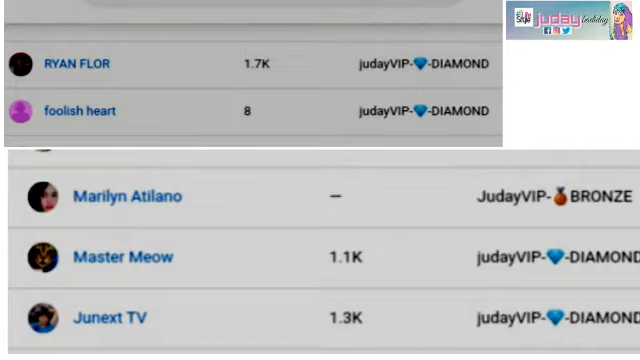 juday bashday
RYAN FLOR 1.7K judayVIP-💎-DIAMOND
foolish heart 8 judayVIP-💎-DIAMOND
Marilyn Atilano — JudayVIP-🏅BRONZE
Master Meow 1.1K judayVIP-💎-DIAMOND
Junext TV 1.3K judayVIP-💎-DIAMOND